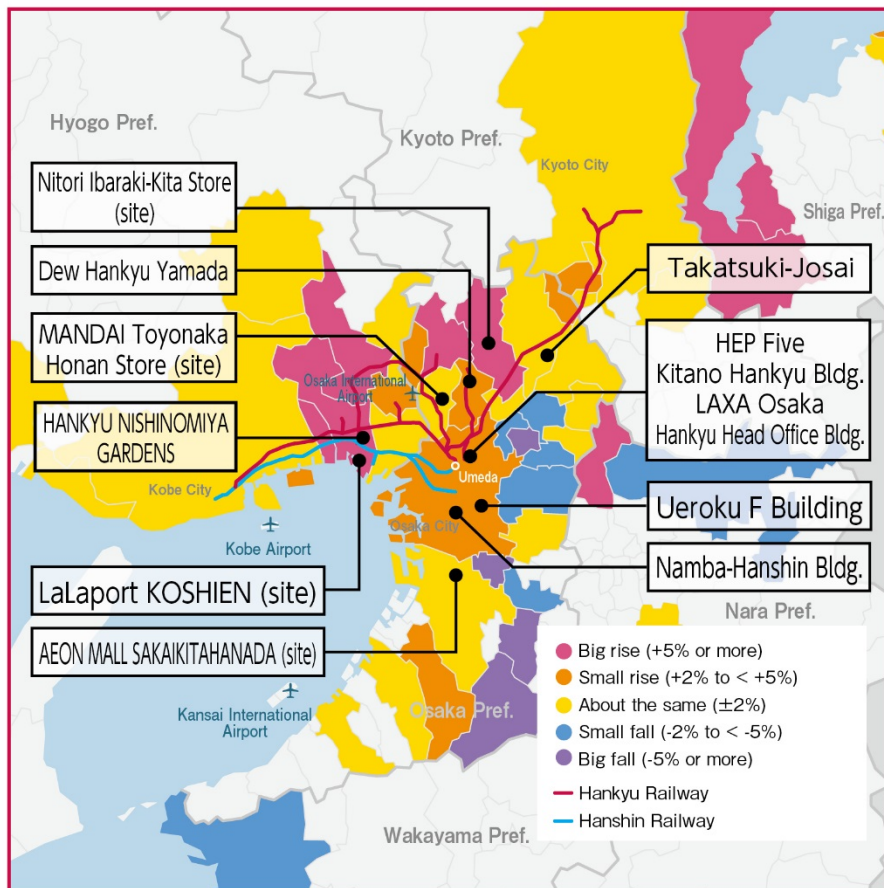 Hyogo Pref.
Kyoto Pref.
Kyoto City
Shiga Pref.
Nitori Ibaraki-Kita Store
(site)
Dew Hankyu Yamada
MANDAI Toyonaka
Honan Store (site)
Osaka International
Airport
HANKYU NISHINOMIYA
GARDENS
Takatsuki-Josai
HEP Five
Kitano Hankyu Bldg.
LAXA Osaka
Hankyu Head Office Bldg.
Umeda
Kobe City
Ueroku F Building
Osaka City
Kobe Airport
Namba-Hanshin Bldg.
LaLaport KOSHIEN (site)
Nara Pref.
AEON MALL SAKAIKITAHANADA (site)
Kansai International
Airport
Osaka Pref.
Big rise (+5% or more)
Small rise (+2% to < +5%)
About the same (±2%)
Small fall (-2% to < -5%)
Big fall (-5% or more)
Hankyu Railway
Hanshin Railway
Wakayama Pref.